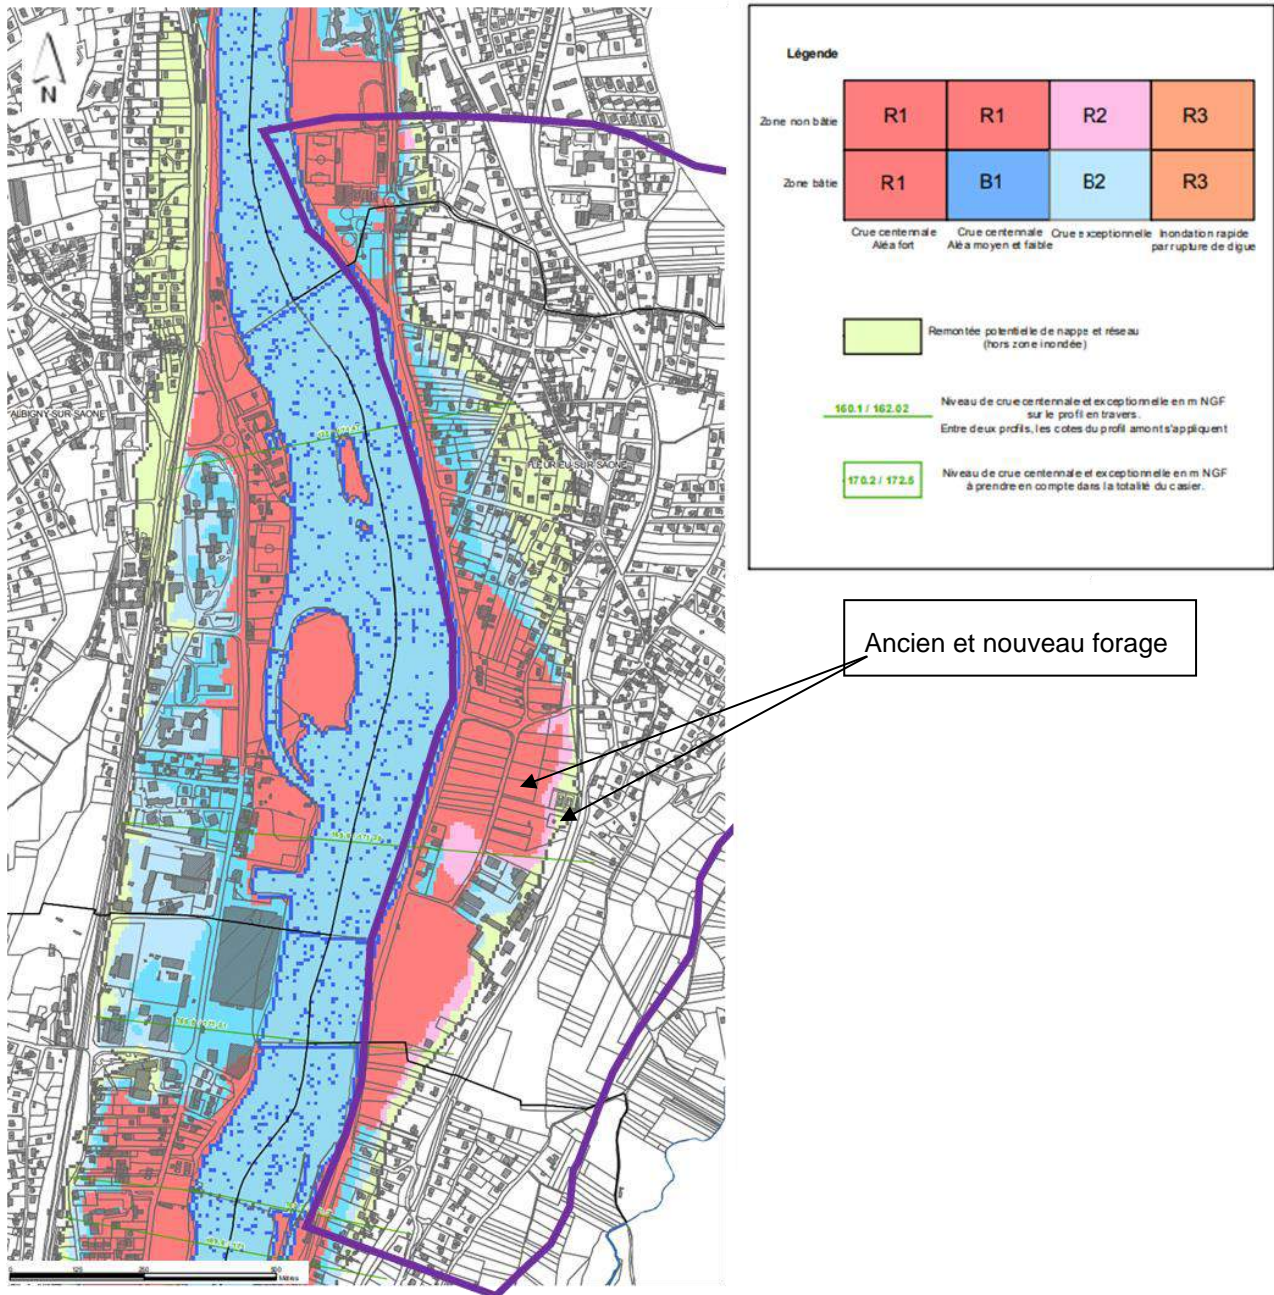 N
ALBIGNY-SUR-SAONE
FLEURIEU-SUR-SAONE
Mètres
Légende
Zone non bâtie
R1
R1
R2
R3
Zone bâtie
R1
B1
B2
R3
Crue centennale
Aléa fort
Crue centennale
Aléa moyen et faible
Crue exceptionnelle
Inondation rapide
par rupture de digue
Remontée potentielle de nappe et réseau
(hors zone inondée)
160.1 / 162.02
Niveau de crue centennale et exceptionnelle en m NGF
sur le profil en travers.
Entre deux profils, les cotes du profil amont s'appliquent
170.2 / 172.5
Niveau de crue centennale et exceptionnelle en m NGF
à prendre en compte dans la totalité du casier.
Ancien et nouveau forage